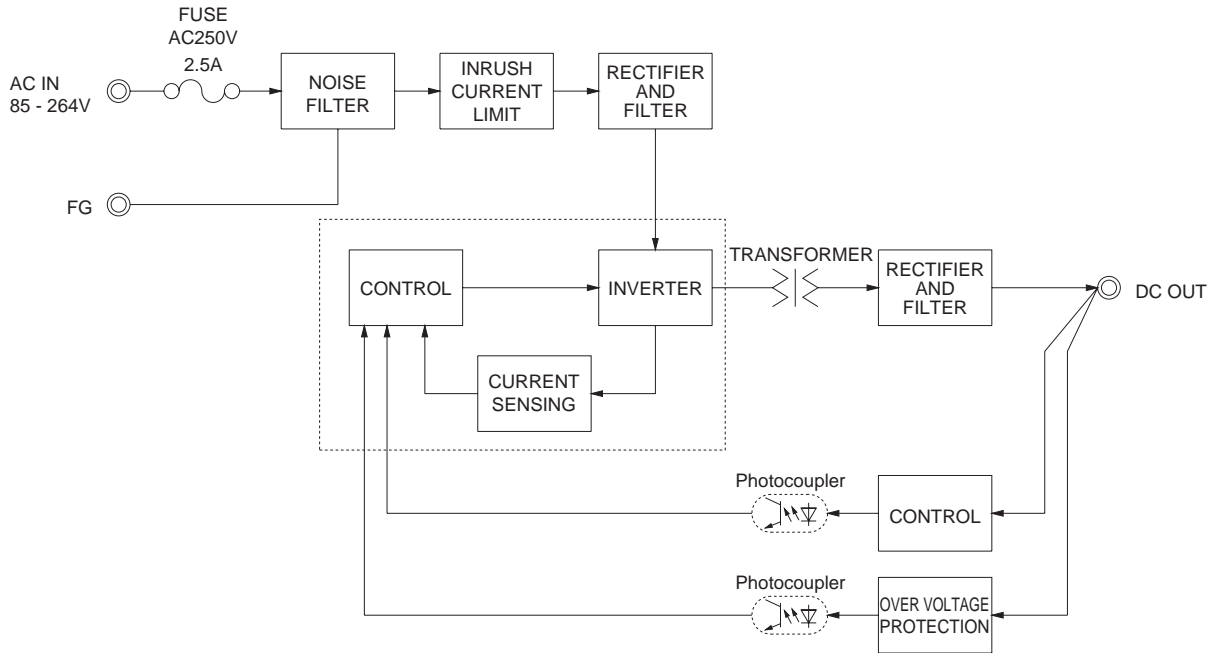 FUSE
AC250V
2.5A
AC IN
85 - 264V
NOISE
FILTER
INRUSH
CURRENT
LIMIT
RECTIFIER
AND
FILTER
FG
CONTROL
INVERTER
TRANSFORMER
RECTIFIER
AND
FILTER
DC OUT
CURRENT
SENSING
Photocoupler
CONTROL
Photocoupler
OVER VOLTAGE
PROTECTION